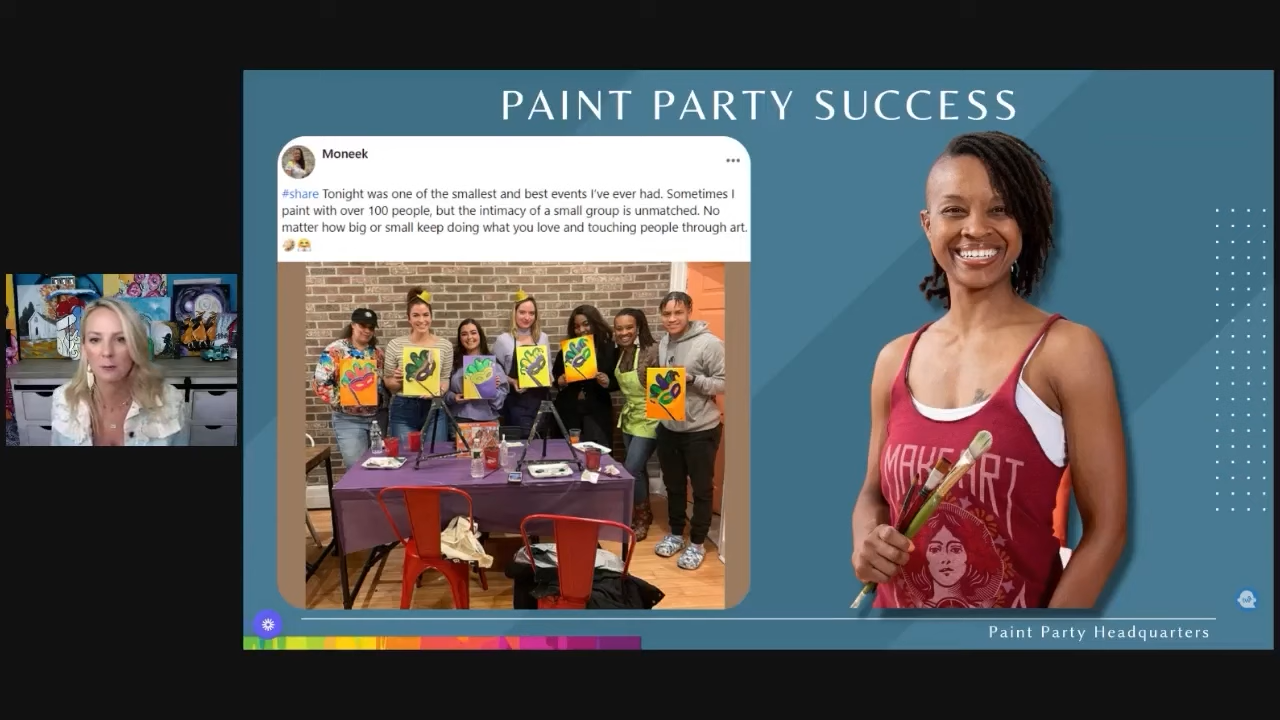 PAINT PARTY SUCCESS
Moneek
#share Tonight was one of the smallest and best events I've ever had. Sometimes I
paint with over 100 people, but the intimacy of a small group is unmatched. No
matter how big or small keep doing what you love and touching people through art.
MAKE ART
Paint Party Headquarters